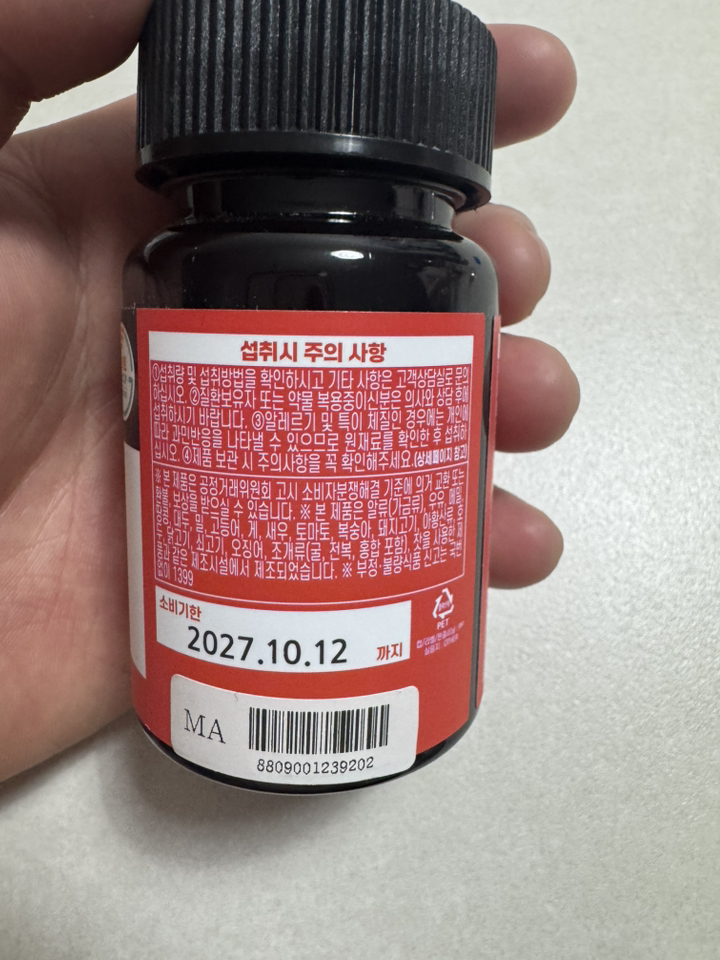 섭취시 주의 사항
①섭취량 및 섭취방법을 확인하시고 기타 사항은 고객상담실로 문의
하십시오. ②질환보유자 또는 약물 복용중이신분은 의사와 상담 후에
섭취하시기 바랍니다. ③알레르기 및 특이 체질인 경우에는 개인에
따라 과민반응을 나타낼 수 있으므로 원재료를 확인한 후 섭취하
십시오. ④제품 보관 시 주의사항을 꼭 확인해주세요.(상세페이지 참고)
※ 본 제품은 공정거래위원회 고시 소비자분쟁해결 기준에 의거 교환 또는
보상을 받으실 수 있습니다. ※ 본 제품은 알류(가금류), 우유, 메밀,
땅콩, 대두, 밀, 고등어, 게, 새우, 토마토, 복숭아, 돼지고기, 아황산류,
호두, 닭고기, 쇠고기, 오징어, 조개류(굴, 전복, 홍합 포함), 잣을 사용한
제품과 같은 제조시설에서 제조되었습니다. ※ 부정·불량식품 신고는 국번
없이 1399
소비기한
2027.10.12 까지
PET
MA
8809001239202